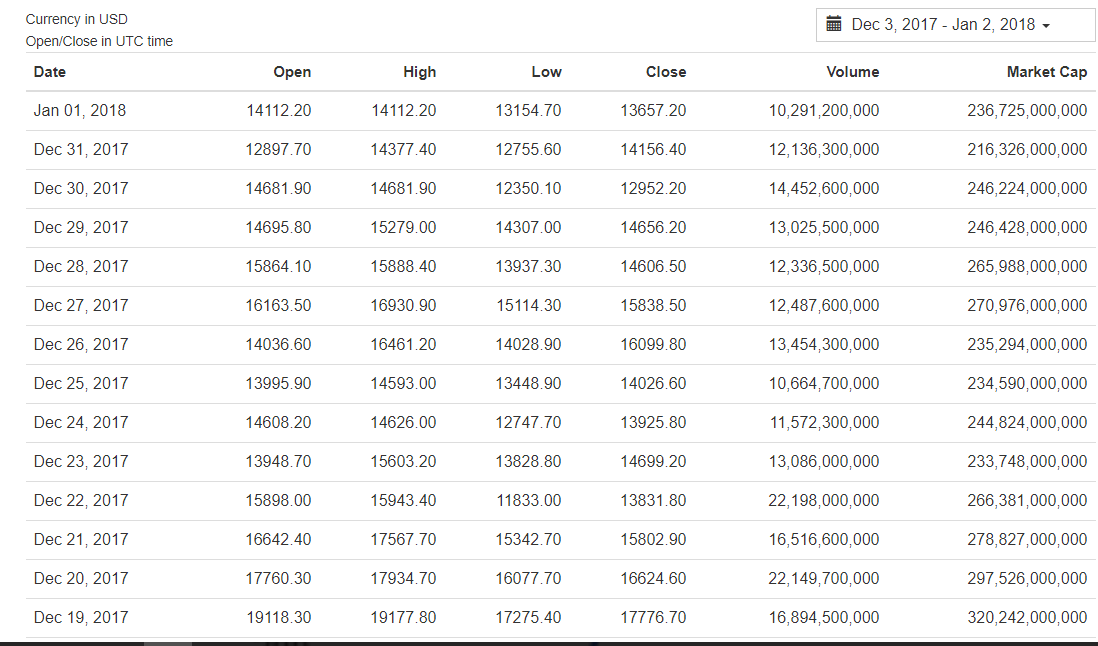 Currency in USD
Open/Close in UTC time
Dec 3, 2017 - Jan 2, 2018
Date Open High Low Close Volume Market Cap
Jan 01, 2018 14112.20 14112.20 13154.70 13657.20 10,291,200,000 236,725,000,000
Dec 31, 2017 12897.70 14377.40 12755.60 14156.40 12,136,300,000 216,326,000,000
Dec 30, 2017 14681.90 14681.90 12350.10 12952.20 14,452,600,000 246,224,000,000
Dec 29, 2017 14695.80 15279.00 14307.00 14656.20 13,025,500,000 246,428,000,000
Dec 28, 2017 15864.10 15888.40 13937.30 14606.50 12,336,500,000 265,988,000,000
Dec 27, 2017 16163.50 16930.90 15114.30 15838.50 12,487,600,000 270,976,000,000
Dec 26, 2017 14036.60 16461.20 14028.90 16099.80 13,454,300,000 235,294,000,000
Dec 25, 2017 13995.90 14593.00 13448.90 14026.60 10,664,700,000 234,590,000,000
Dec 24, 2017 14608.20 14626.00 12747.70 13925.80 11,572,300,000 244,824,000,000
Dec 23, 2017 13948.70 15603.20 13828.80 14699.20 13,086,000,000 233,748,000,000
Dec 22, 2017 15898.00 15943.40 11833.00 13831.80 22,198,000,000 266,381,000,000
Dec 21, 2017 16642.40 17567.70 15342.70 15802.90 16,516,600,000 278,827,000,000
Dec 20, 2017 17760.30 17934.70 16077.70 16624.60 22,149,700,000 297,526,000,000
Dec 19, 2017 19118.30 19177.80 17275.40 17776.70 16,894,500,000 320,242,000,000